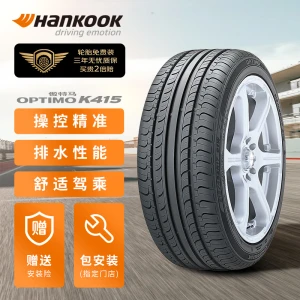 HANKOOK
driving emotion
轮胎免费装
三年无忧质保
买贵2倍赔
傲特马
OPTIMO K415
操控精准
排水性能
舒适驾乘
赠
赠送
安装险
包安装
(指定门店)